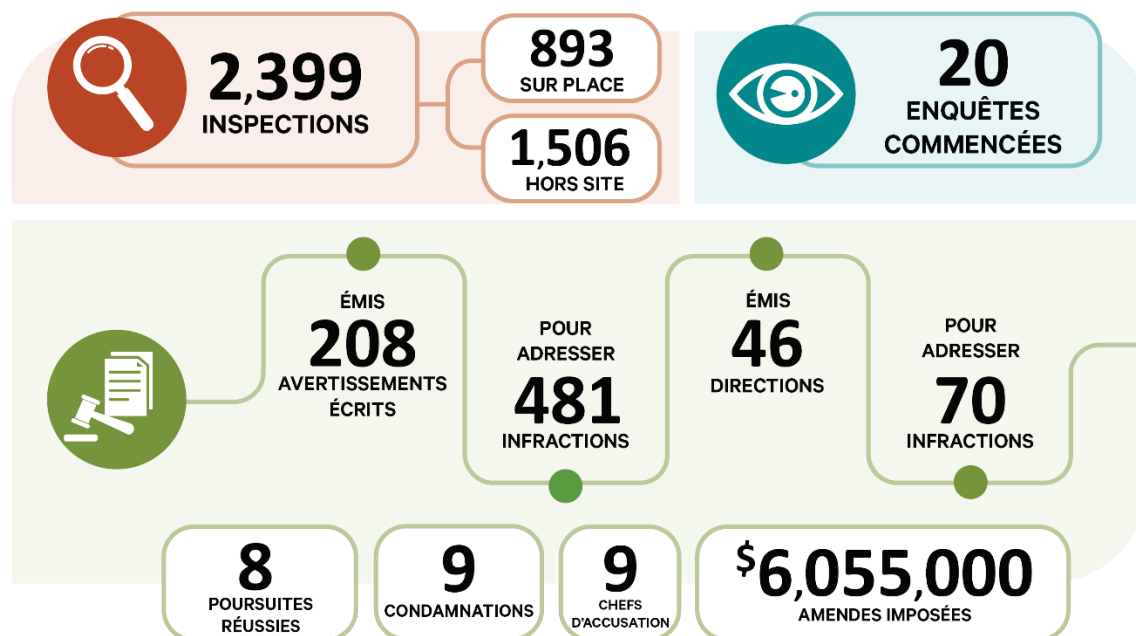 2,399
INSPECTIONS
893
SUR PLACE
1,506
HORS SITE
20
ENQUÊTES
COMMENCÉES
ÉMIS
208
AVERTISSEMENTS
ÉCRITS
POUR
ADRESSER
481
INFRACTIONS
ÉMIS
46
DIRECTIONS
POUR
ADRESSER
70
INFRACTIONS
8
POURSUITES
RÉUSSIES
9
CONDAMNATIONS
9
CHEFS
D'ACCUSATION
$6,055,000
AMENDES IMPOSÉES